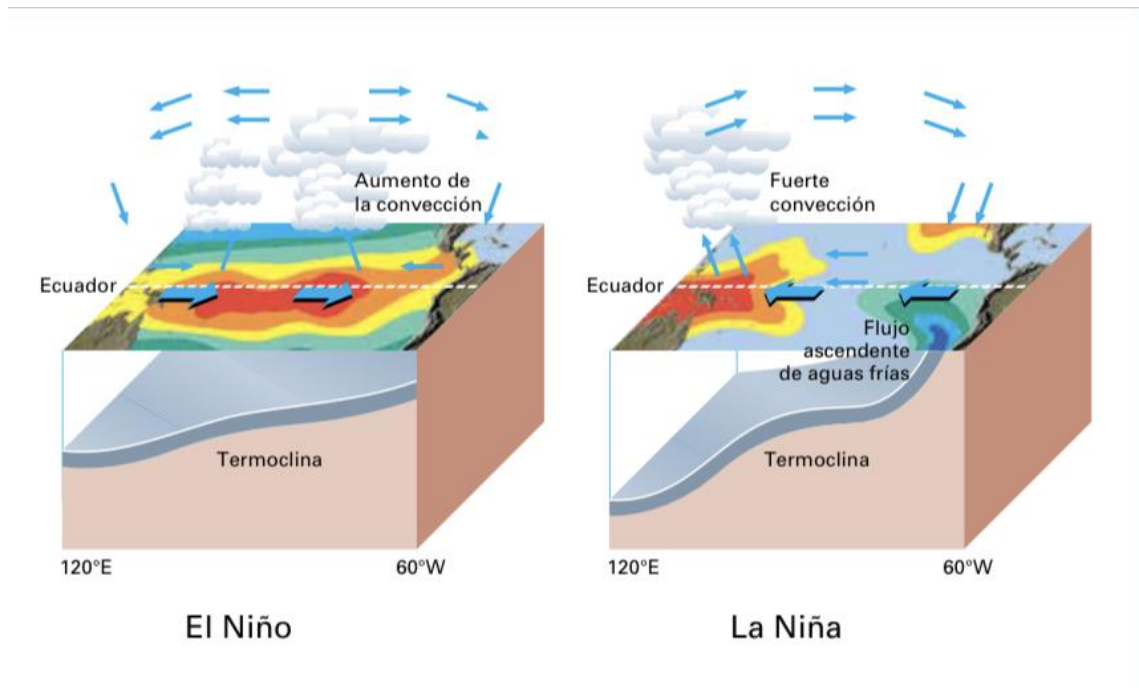 Aumento de
la convección
Ecuador
Termoclina
120°E
60°W
El Niño
Fuerte
convección
Ecuador
Flujo
ascendente
de aguas frías
Termoclina
120°E
60°W
La Niña